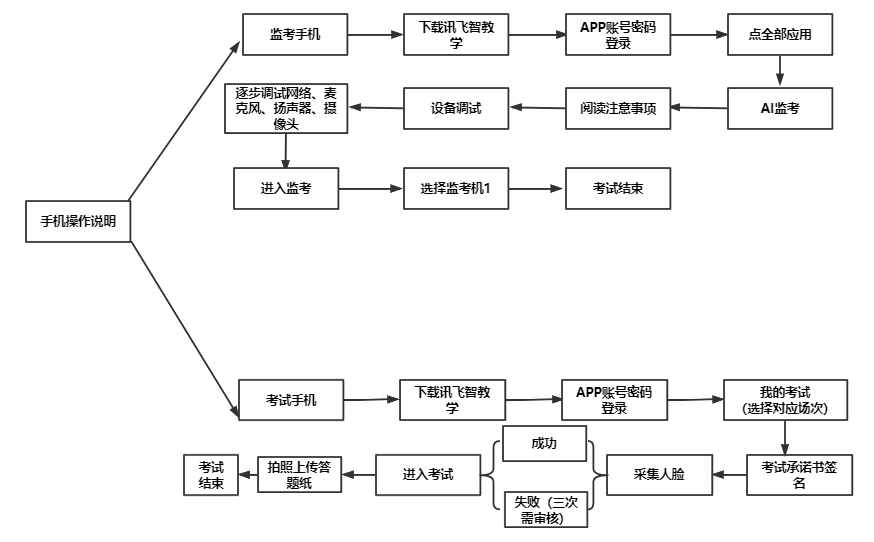 监考手机
下载讯飞智教
学
APP账号密码
登录
点全部应用
AI监考
阅读注意事项
设备调试
逐步调试网络、麦
克风、扬声器、摄
像头
进入监考
选择监考机1
考试结束
手机操作说明
考试手机
下载讯飞智教
学
APP账号密码
登录
我的考试
（选择对应场次）
考试承诺书签
名
采集人脸
成功
失败（三次
需审核）
进入考试
拍照上传答
题纸
考试
结束